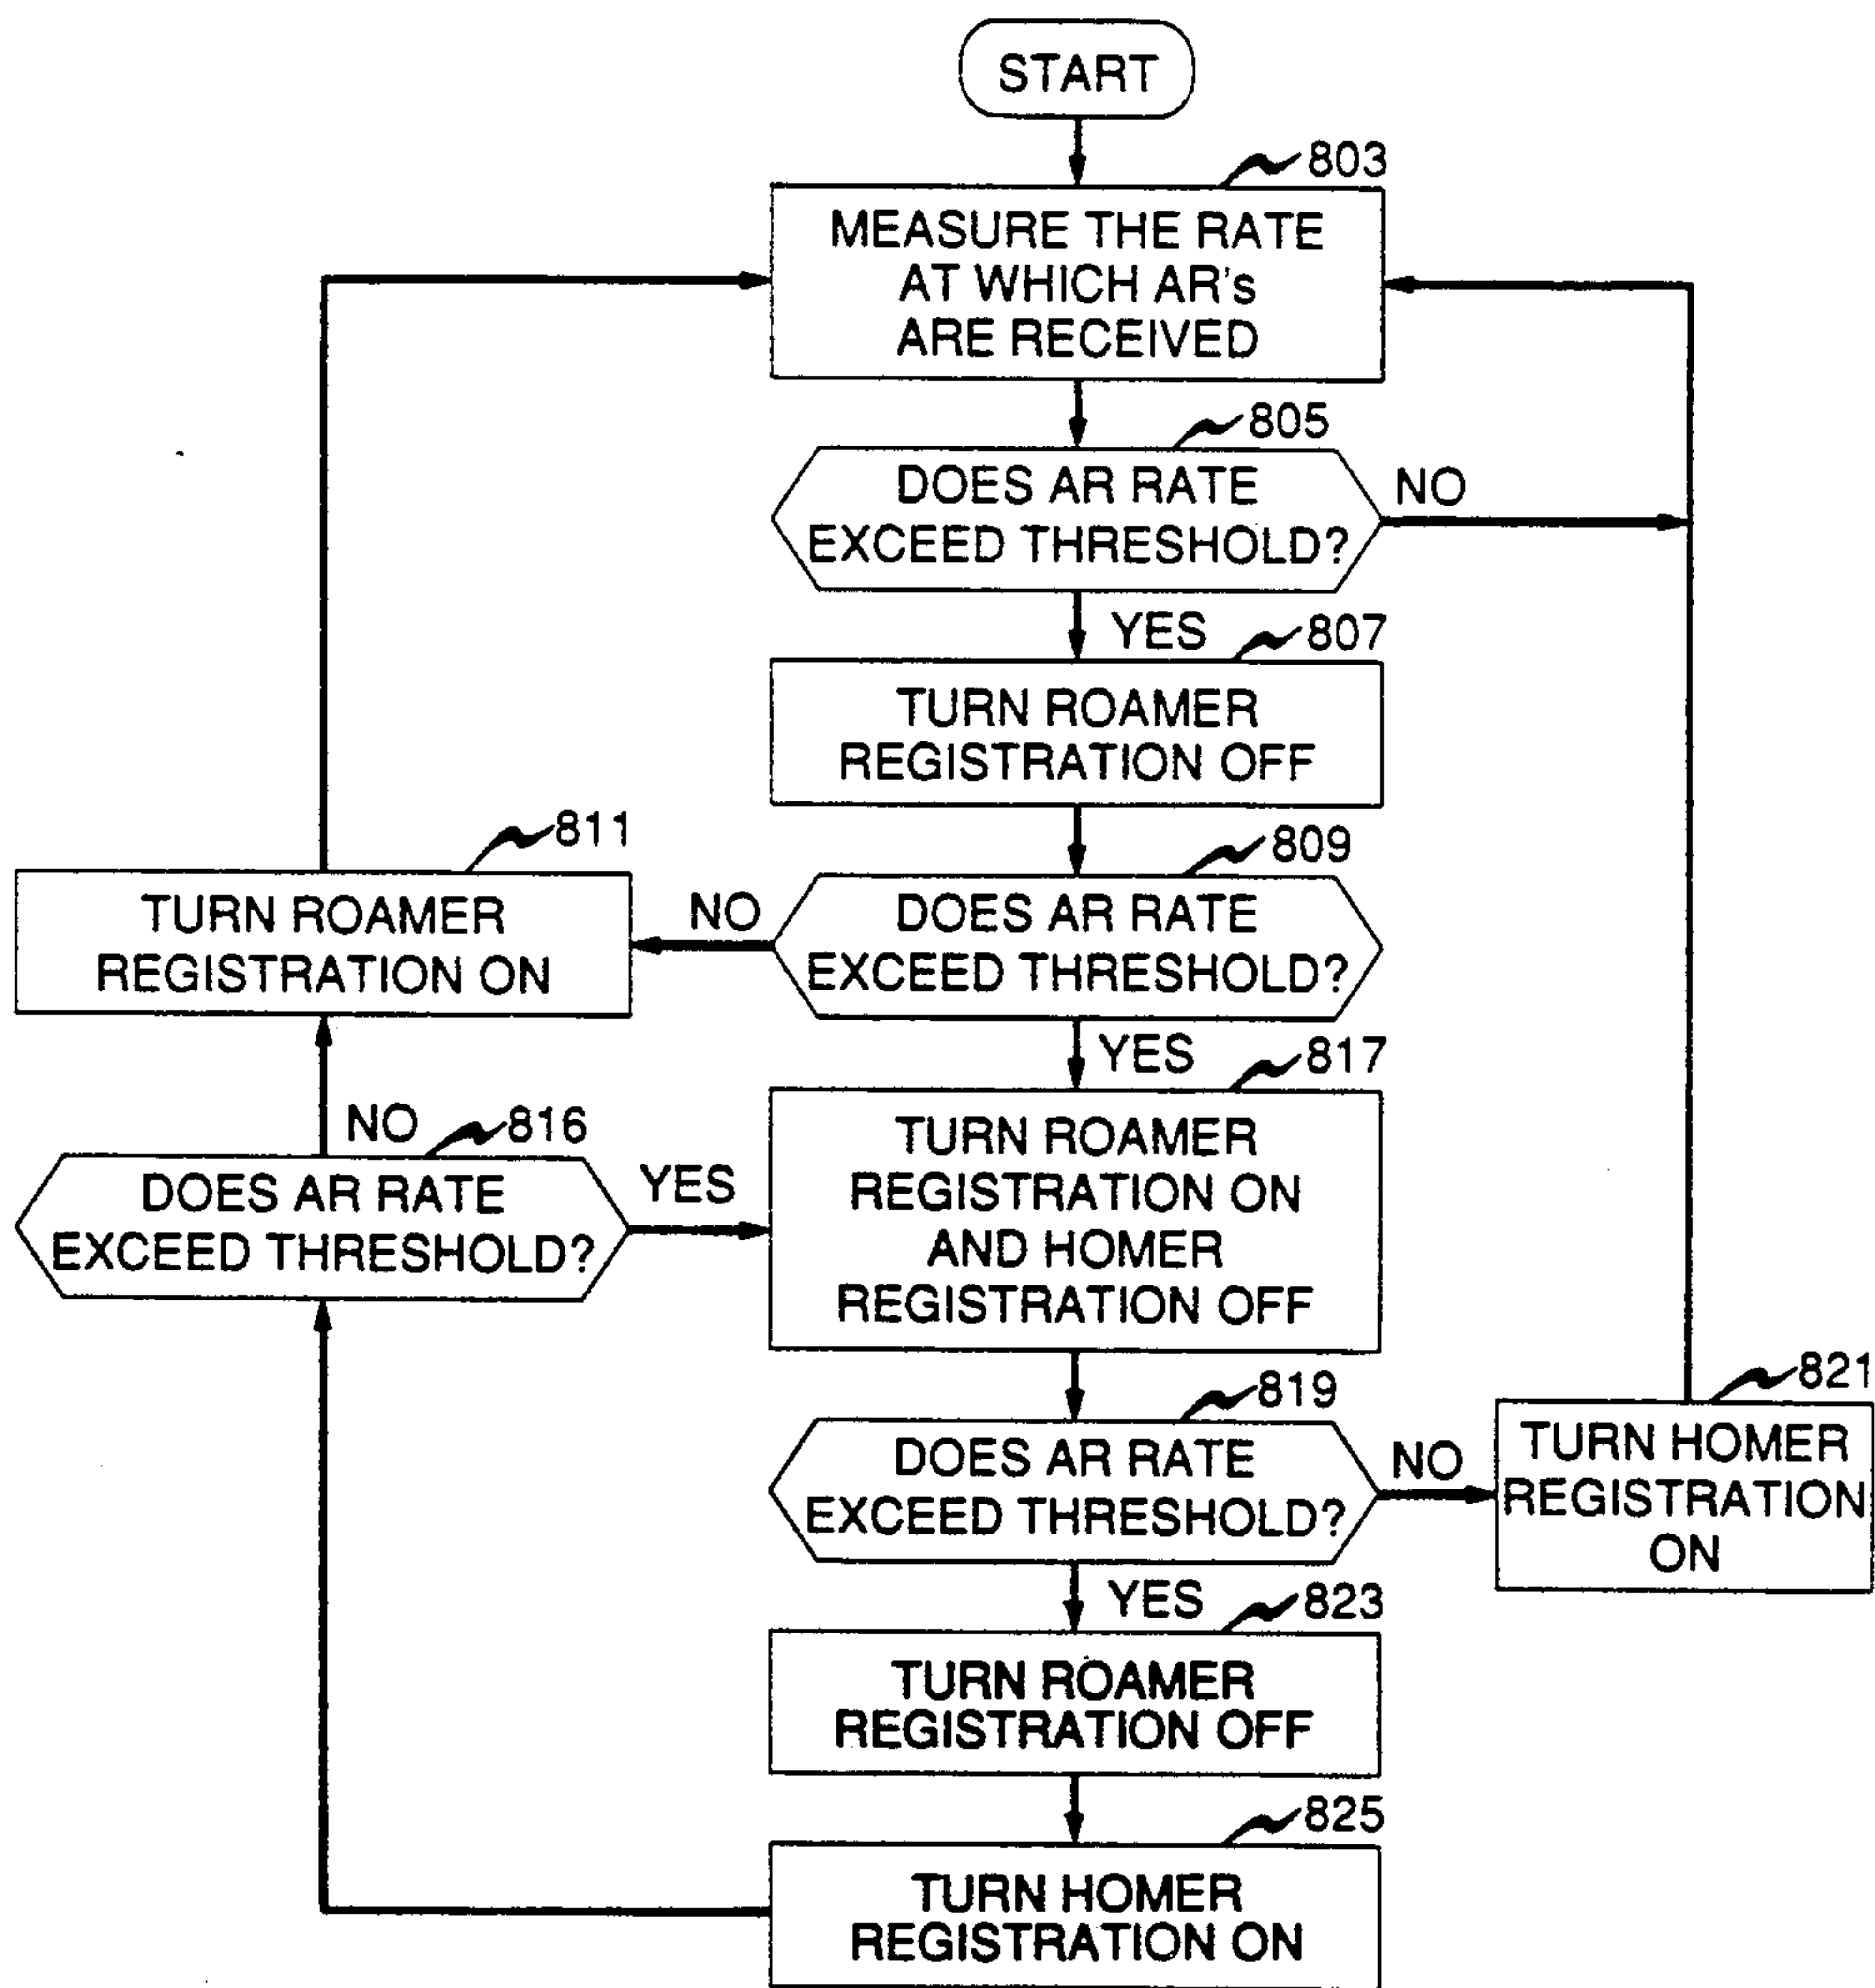 START
803
MEASURE THE RATE
AT WHICH AR's
ARE RECEIVED
805
DOES AR RATE
EXCEED THRESHOLD?
NO
YES
807
TURN ROAMER
REGISTRATION OFF
811
TURN ROAMER
REGISTRATION ON
809
NO
DOES AR RATE
EXCEED THRESHOLD?
YES
817
TURN ROAMER
REGISTRATION ON
AND HOMER
REGISTRATION OFF
NO
816
DOES AR RATE
EXCEED THRESHOLD?
YES
819
DOES AR RATE
EXCEED THRESHOLD?
NO
821
TURN HOMER
REGISTRATION
ON
YES
823
TURN ROAMER
REGISTRATION OFF
825
TURN HOMER
REGISTRATION ON